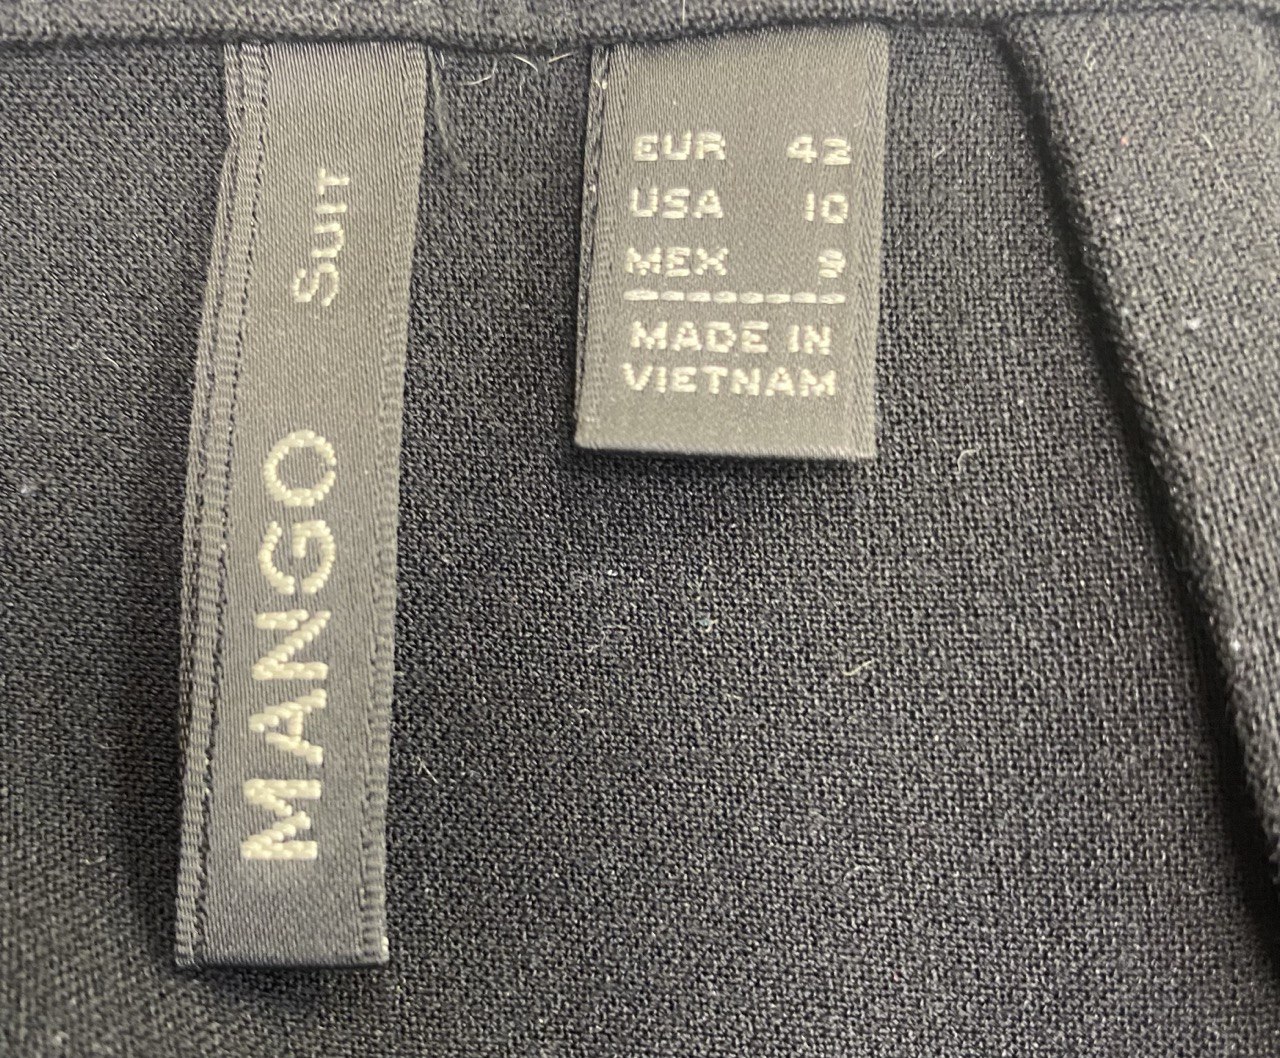 MANGO Suit
EUR 42
USA 10
MEX 9
MADE IN
VIETNAM